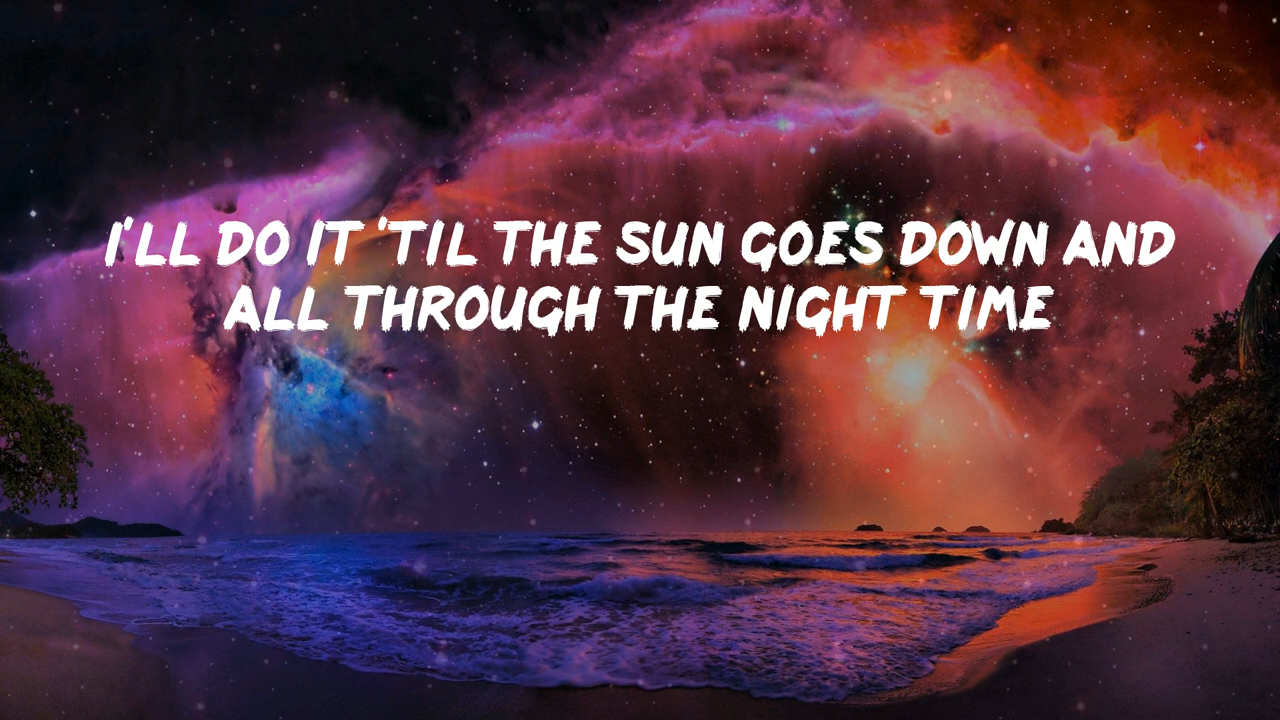 I'LL DO IT 'TIL THE SUN GOES DOWN AND
ALL THROUGH THE NIGHT TIME